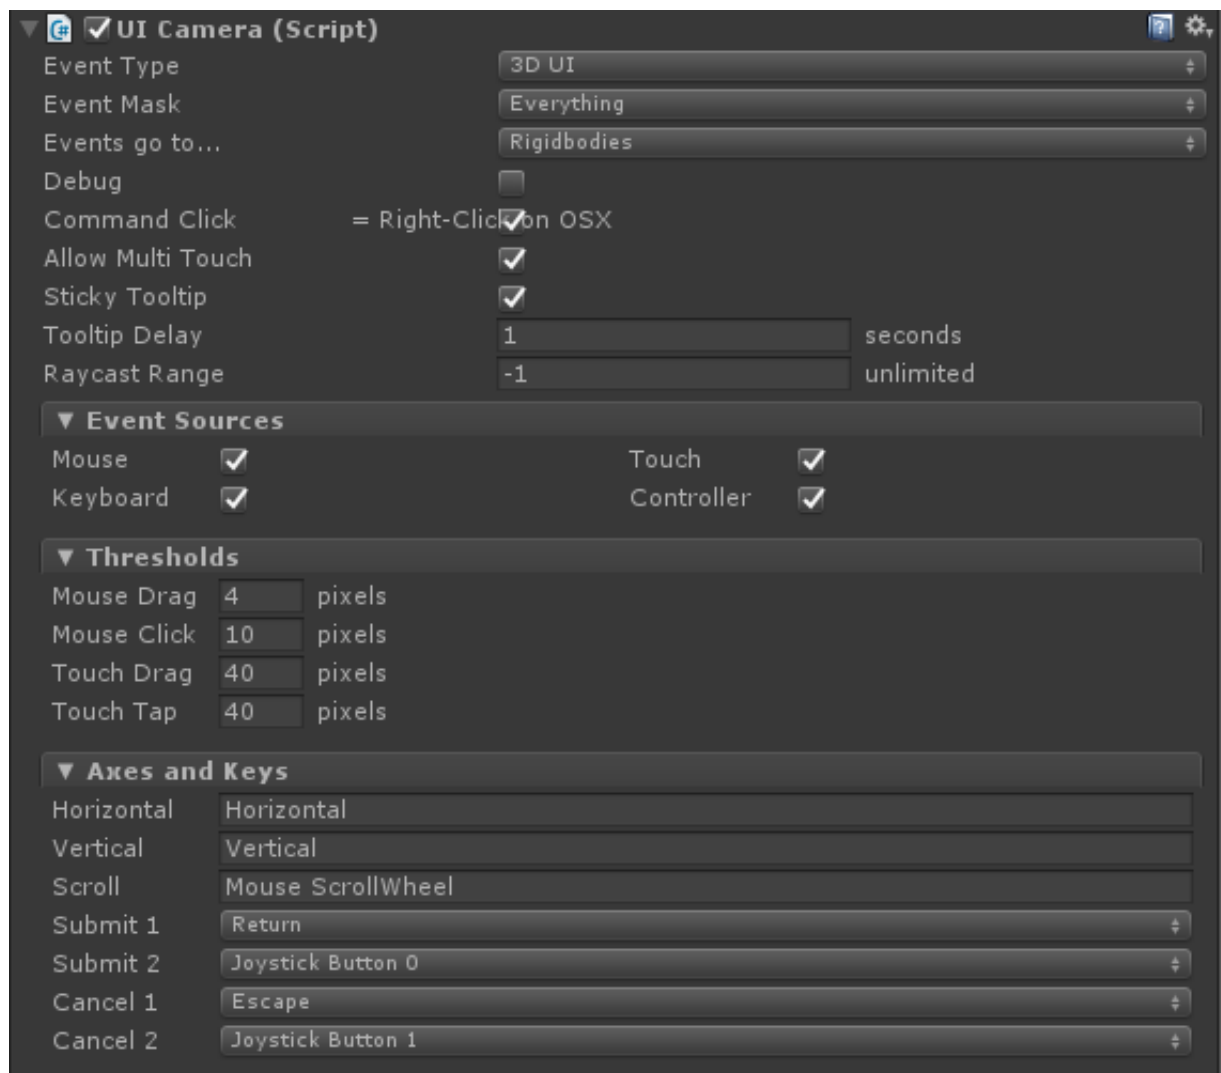 UI Camera (Script)
Event Type 3D UI
Event Mask Everything
Events go to... Rigidbodies
Debug
Command Click = Right-Click on OSX
Allow Multi Touch
Sticky Tooltip
Tooltip Delay 1 seconds
Raycast Range -1 unlimited
Event Sources
Mouse Touch
Keyboard Controller
Thresholds
Mouse Drag 4 pixels
Mouse Click 10 pixels
Touch Drag 40 pixels
Touch Tap 40 pixels
Axes and Keys
Horizontal Horizontal
Vertical Vertical
Scroll Mouse ScrollWheel
Submit 1 Return
Submit 2 Joystick Button 0
Cancel 1 Escape
Cancel 2 Joystick Button 1